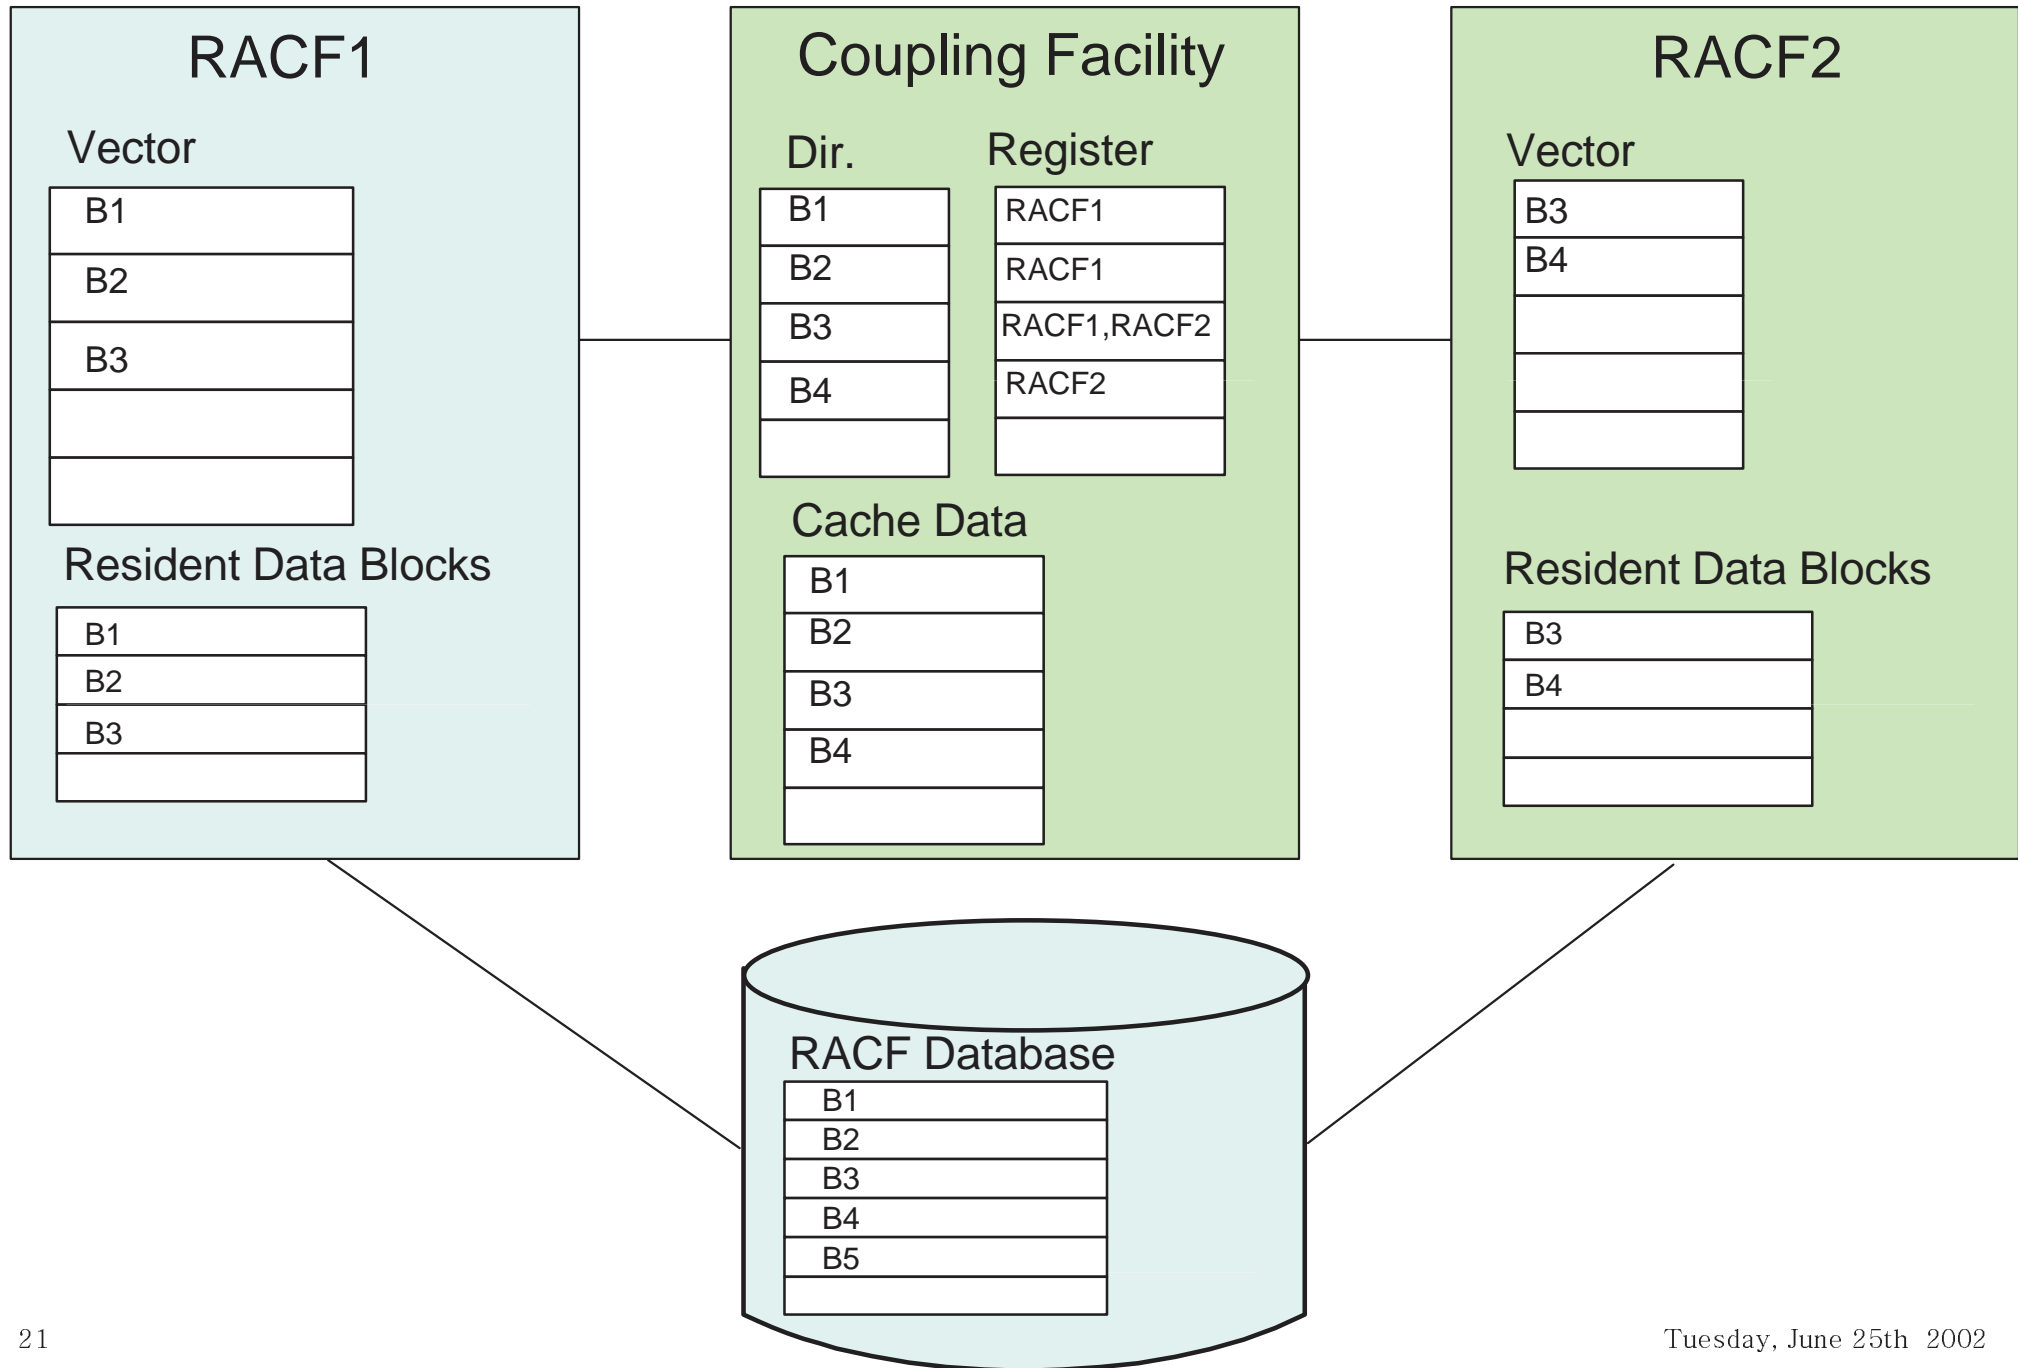 RACF1
Vector
B1
B2
B3
Resident Data Blocks
B1
B2
B3
Coupling Facility
Dir.
B1
B2
B3
B4
Register
RACF1
RACF1
RACF1,RACF2
RACF2
Cache Data
B1
B2
B3
B4
RACF2
Vector
B3
B4
Resident Data Blocks
B3
B4
RACF Database
B1
B2
B3
B4
B5
21
Tuesday, June 25th 2002